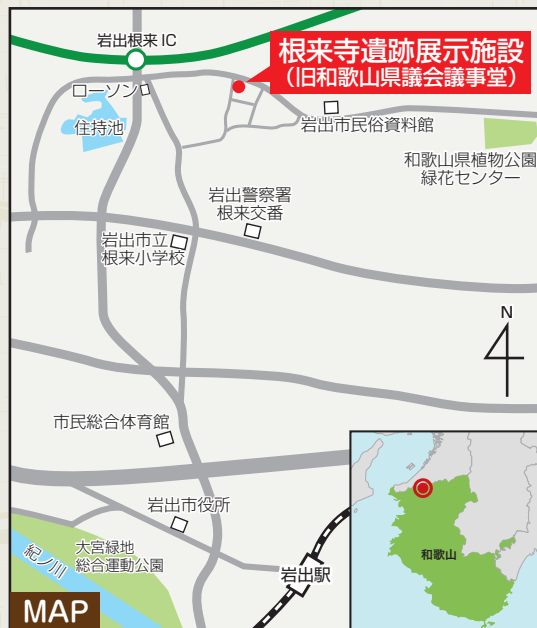 岩出根来IC
根来寺遺跡展示施設
（旧和歌山県議会議事堂）
ローソン
住持池
岩出市民俗資料館
和歌山県植物公園
緑花センター
岩出警察署
根来交番
岩出市立
根来小学校
N
市民総合体育館
岩出市役所
大宮緑地
総合運動公園
紀ノ川
岩出駅
和歌山
MAP